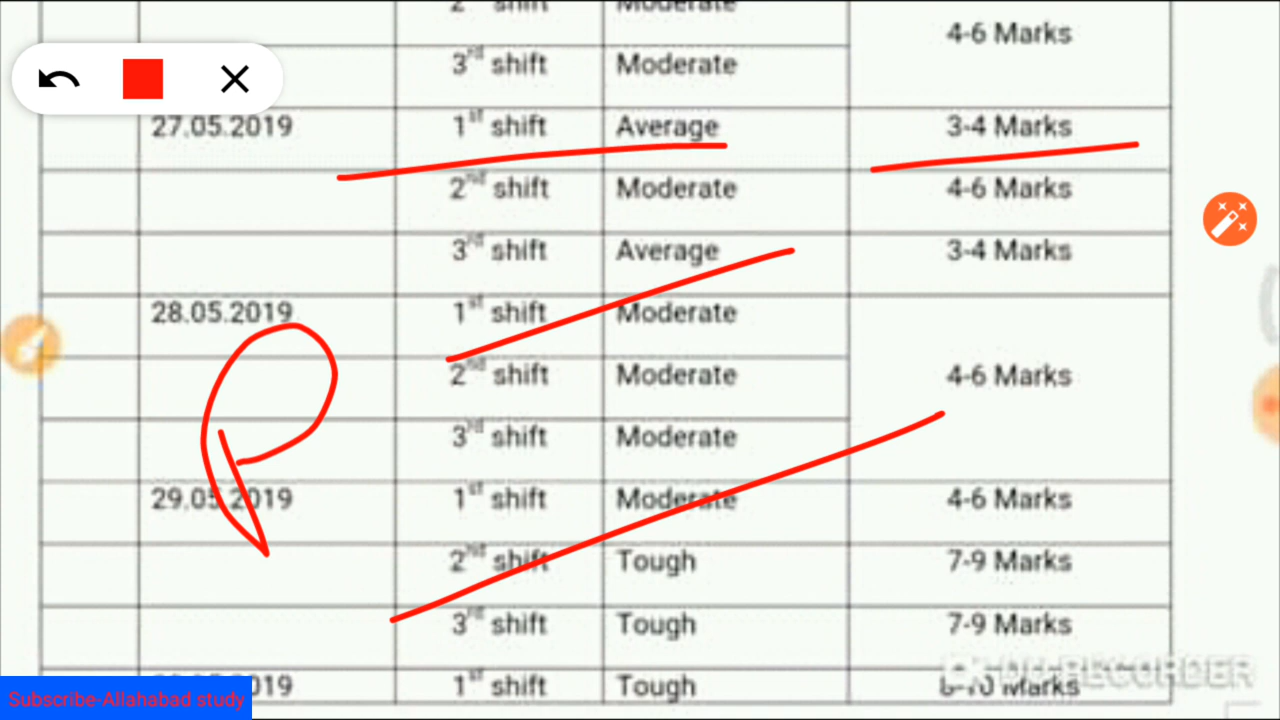 2nd shift Moderate
4-6 Marks
3rd shift Moderate
27.05.2019 1st shift Average 3-4 Marks
2nd shift Moderate 4-6 Marks
3rd shift Average 3-4 Marks
28.05.2019 1st shift Moderate
2nd shift Moderate 4-6 Marks
3rd shift Moderate
29.05.2019 1st shift Moderate 4-6 Marks
2nd shift Tough 7-9 Marks
3rd shift Tough 7-9 Marks
1st shift Tough Marks
Subscribe-Allahabad study
RECORDER